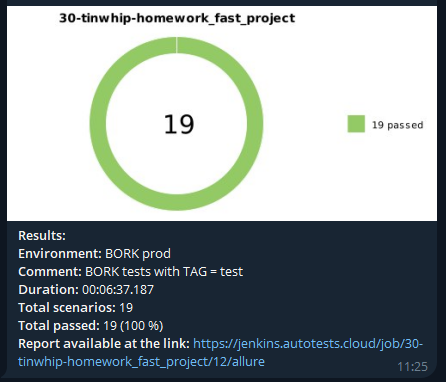 30-tinwhip-homework_fast_project
19
19 passed
Results:
Environment: BORK prod
Comment: BORK tests with TAG = test
Duration: 00:06:37.187
Total scenarios: 19
Total passed: 19 (100 %)
Report available at the link: https://jenkins.autotests.cloud/job/30-
tinwhip-homework_fast_project/12/allure
11:25